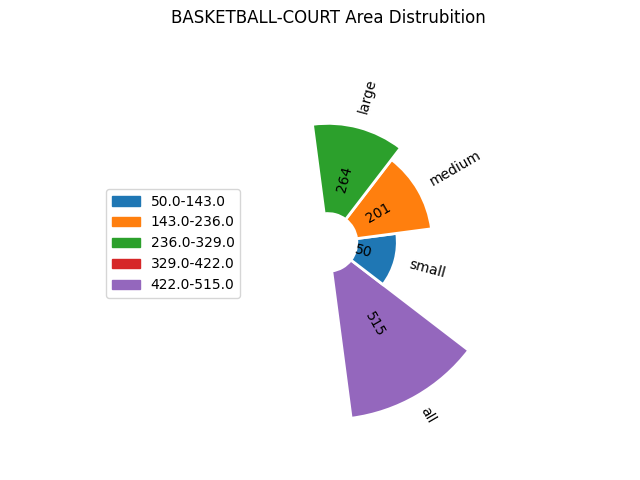 BASKETBALL-COURT Area Distrubition
large
264
medium
201
50
small
515
all
50.0-143.0
143.0-236.0
236.0-329.0
329.0-422.0
422.0-515.0